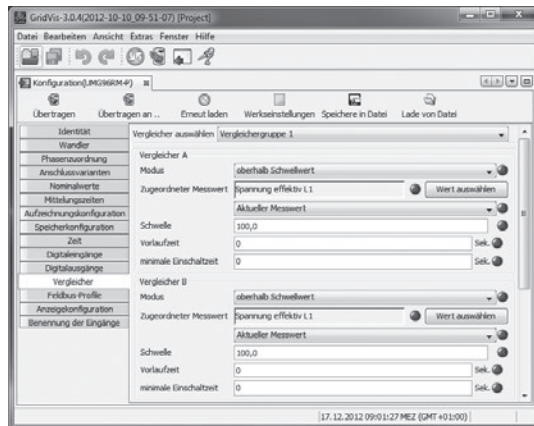 GridVis-3.0.4(2012-10-10_09-51-07) [Project]
Datei Bearbeiten Ansicht Extras Fenster Hilfe
Konfiguration(UMG96RM-P)
Übertragen Übertragen an .. Erneut laden Werkseinstellungen Speichere in Datei Lade von Datei
Identität
Wandler
Phasenzuordnung
Anschlussvarianten
Nominalwerte
Mittelungszeiten
Aufzeichnungskonfiguration
Speicherkonfiguration
Zeit
Digitaleingänge
Digitalausgänge
Vergleicher
Feldbus-Profile
Anzeigekonfiguration
Benennung der Eingänge
Vergleicher auswählen Vergleichergruppe 1
Vergleicher A
Modus oberhalb Schwellwert
Zugeordneter Messwert Spannung effektiv L1 Wert auswählen
Aktueller Messwert
Schwelle 100,0
Vorlaufzeit 0 Sek.
minimale Einschaltzeit 0 Sek.
Vergleicher B
Modus oberhalb Schwellwert
Zugeordneter Messwert Spannung effektiv L1 Wert auswählen
Aktueller Messwert
Schwelle 100,0
Vorlaufzeit 0 Sek.
minimale Einschaltzeit 0 Sek.
17.12.2012 09:01:27 MEZ (GMT+01:00)